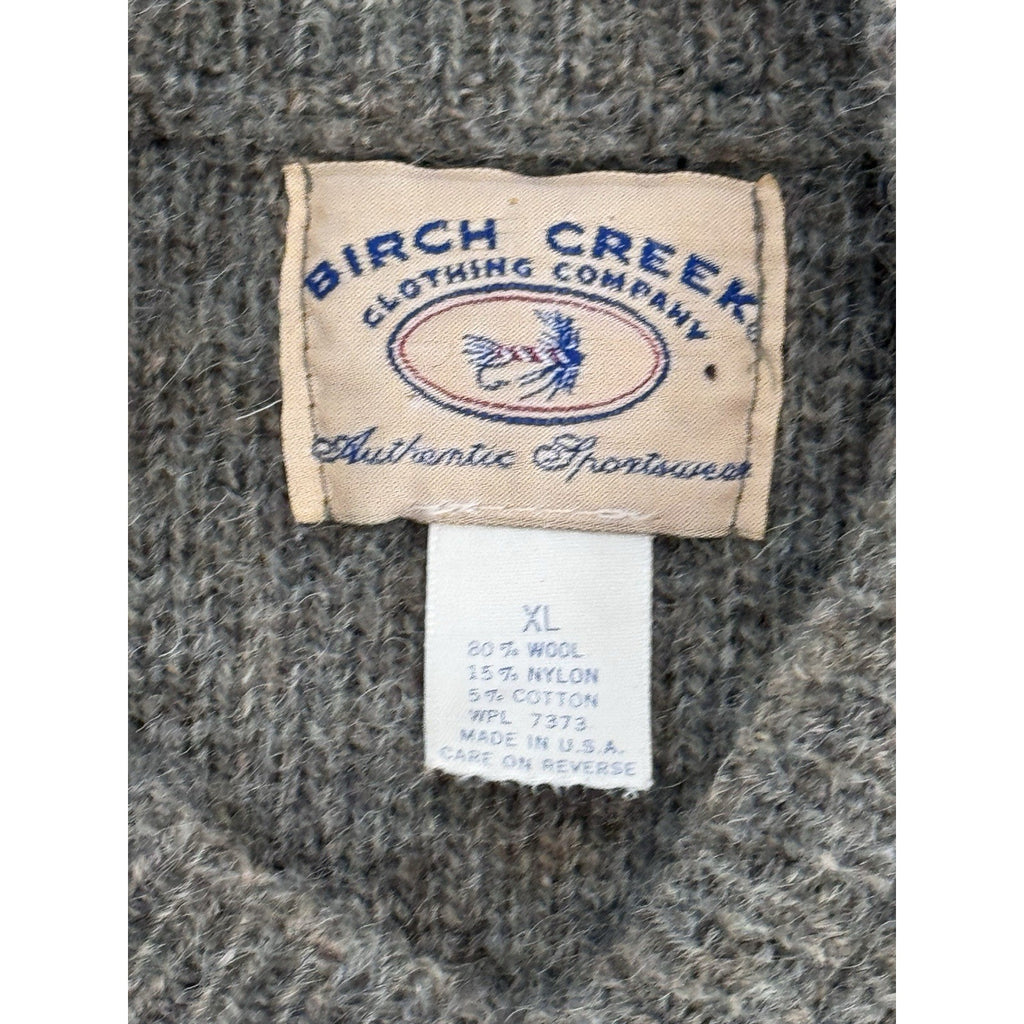 BIRCH CREEK
CLOTHING COMPANY
Authentic Sportswear
XL
80% WOOL
15% NYLON
5% COTTON
WPL 7373
MADE IN U.S.A.
CARE ON REVERSE